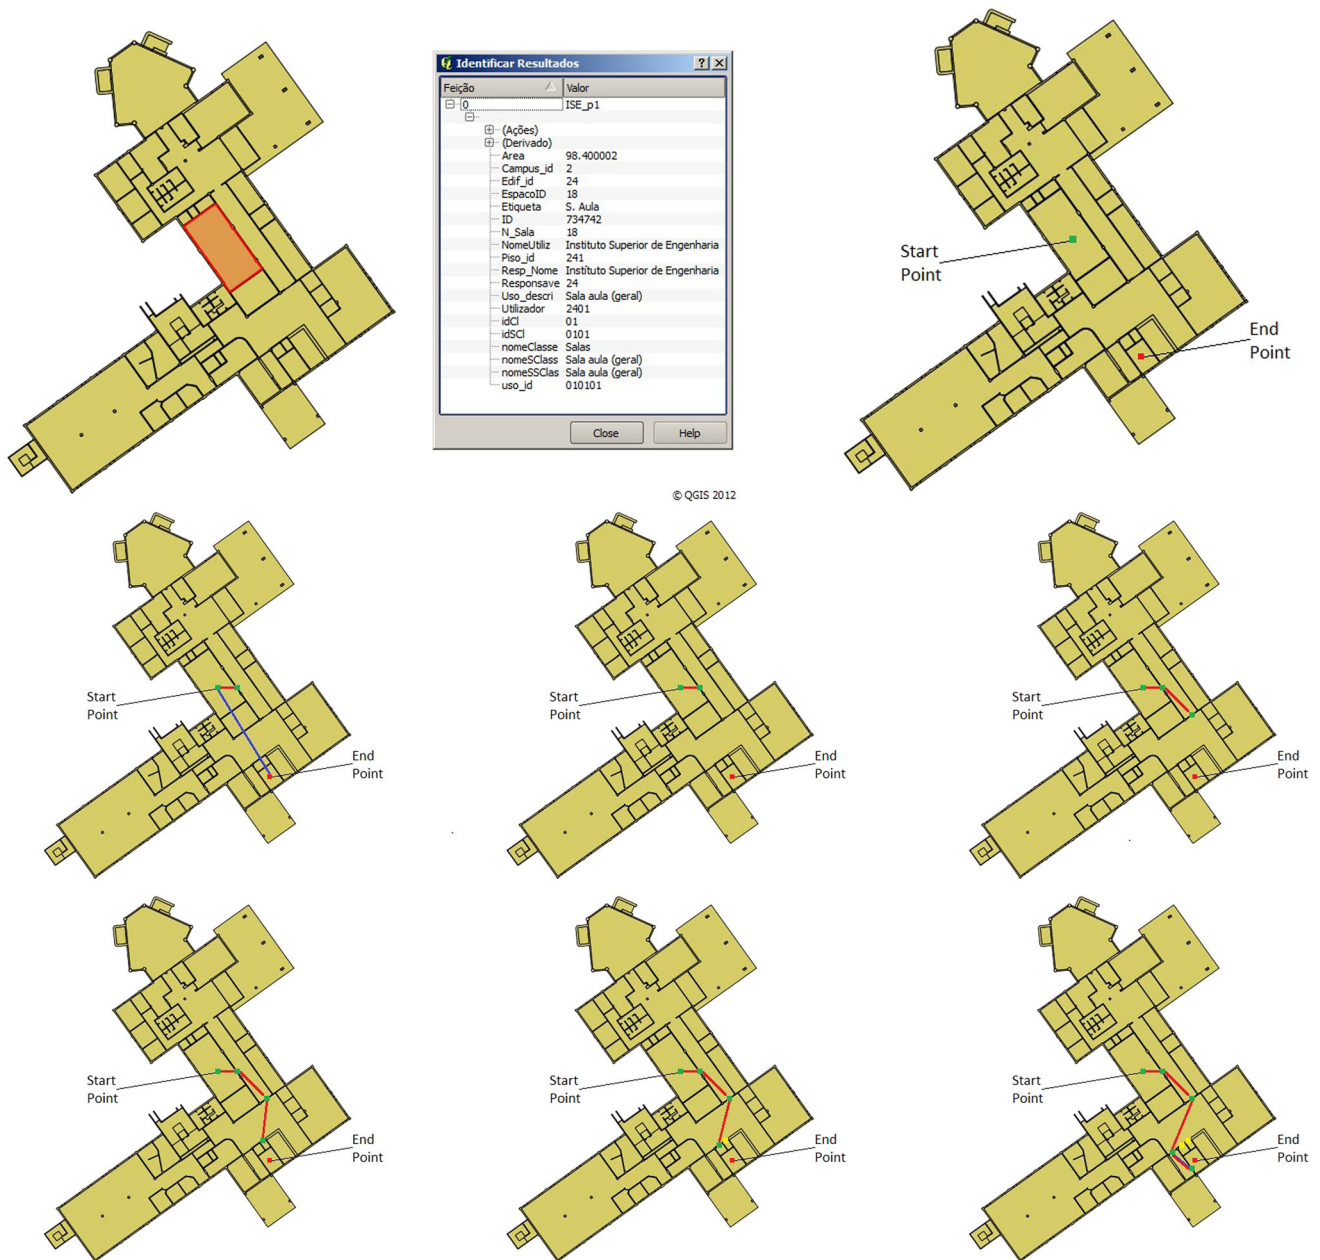 Identificar Resultados
Feição Valor
0 ISE_p1
(Ações)
(Derivado)
Area 98.400002
Campus_id 2
Edif_id 24
EspacoID 18
Etiqueta S. Aula
ID 734742
N_Sala 18
NomeUtiliz Instituto Superior de Engenharia
Piso_id 241
Resp_Nome Instituto Superior de Engenharia
Responsave 24
Uso_descri Sala aula (geral)
Utilizador 2401
idCl 01
idSCl 0101
nomeClasse Salas
nomeSClass Sala aula (geral)
nomeSSClas Sala aula (geral)
uso_id 010101
Close Help
© QGIS 2012
Start
Point
End
Point
Start
Point
End
Point
Start
Point
End
Point
Start
Point
End
Point
Start
Point
End
Point
Start
Point
End
Point
Start
Point
End
Point